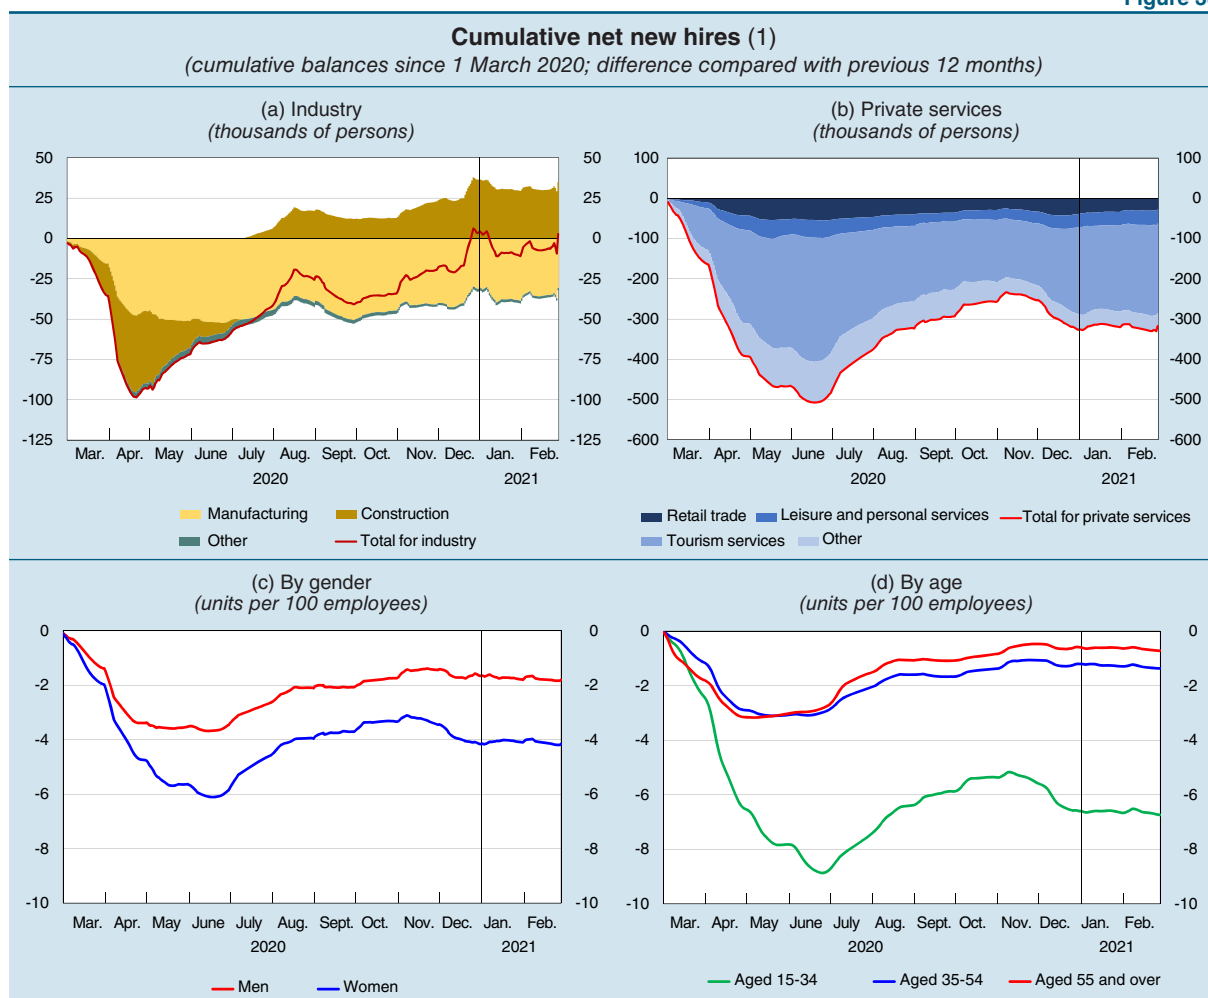 Cumulative net new hires (1)
(cumulative balances since 1 March 2020; difference compared with previous 12 months)
(a) Industry
(thousands of persons)
50 50
25 25
0 0
-25 -25
-50 -50
-75 -75
-100 -100
-125 -125
Mar. Apr. May June July Aug. Sept. Oct. Nov. Dec. Jan. Feb.
2020 2021
Manufacturing Construction
Other Total for industry
(b) Private services
(thousands of persons)
100 100
0 0
-100 -100
-200 -200
-300 -300
-400 -400
-500 -500
-600 -600
Mar. Apr. May June July Aug. Sept. Oct. Nov. Dec. Jan. Feb.
2020 2021
Retail trade Leisure and personal services Total for private services
Tourism services Other
(c) By gender
(units per 100 employees)
0 0
-2 -2
-4 -4
-6 -6
-8 -8
-10 -10
Mar. Apr. May June July Aug. Sept. Oct. Nov. Dec. Jan. Feb.
2020 2021
Men Women
(d) By age
(units per 100 employees)
0 0
-2 -2
-4 -4
-6 -6
-8 -8
-10 -10
Mar. Apr. May June July Aug. Sept. Oct. Nov. Dec. Jan. Feb.
2020 2021
Aged 15-34 Aged 35-54 Aged 55 and over